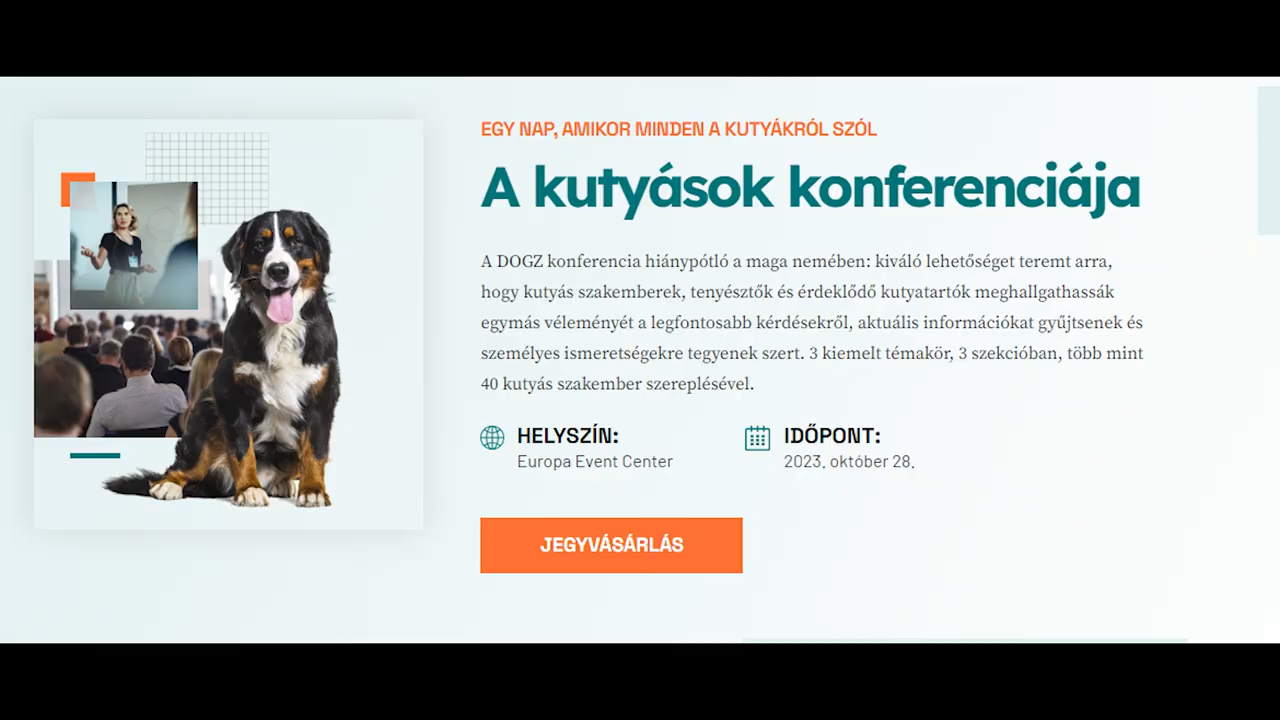 EGY NAP, AMIKOR MINDEN A KUTYÁKRÓL SZÓL
A kutyások konferenciája
A DOGZ konferencia hiánypótló a maga nemében: kiváló lehetőséget teremt arra,
hogy kutyás szakemberek, tenyésztők és érdeklődő kutyatartók meghallgathassák
egymás véleményét a legfontosabb kérdésekről, aktuális információkat gyűjtsenek és
személyes ismeretségekre tegyenek szert. 3 kiemelt témakör, 3 szekcióban, több mint
40 kutyás szakember szereplésével.
HELYSZÍN:
Europa Event Center
IDŐPONT:
2023. október 28.
JEGYVÁSÁRLÁS